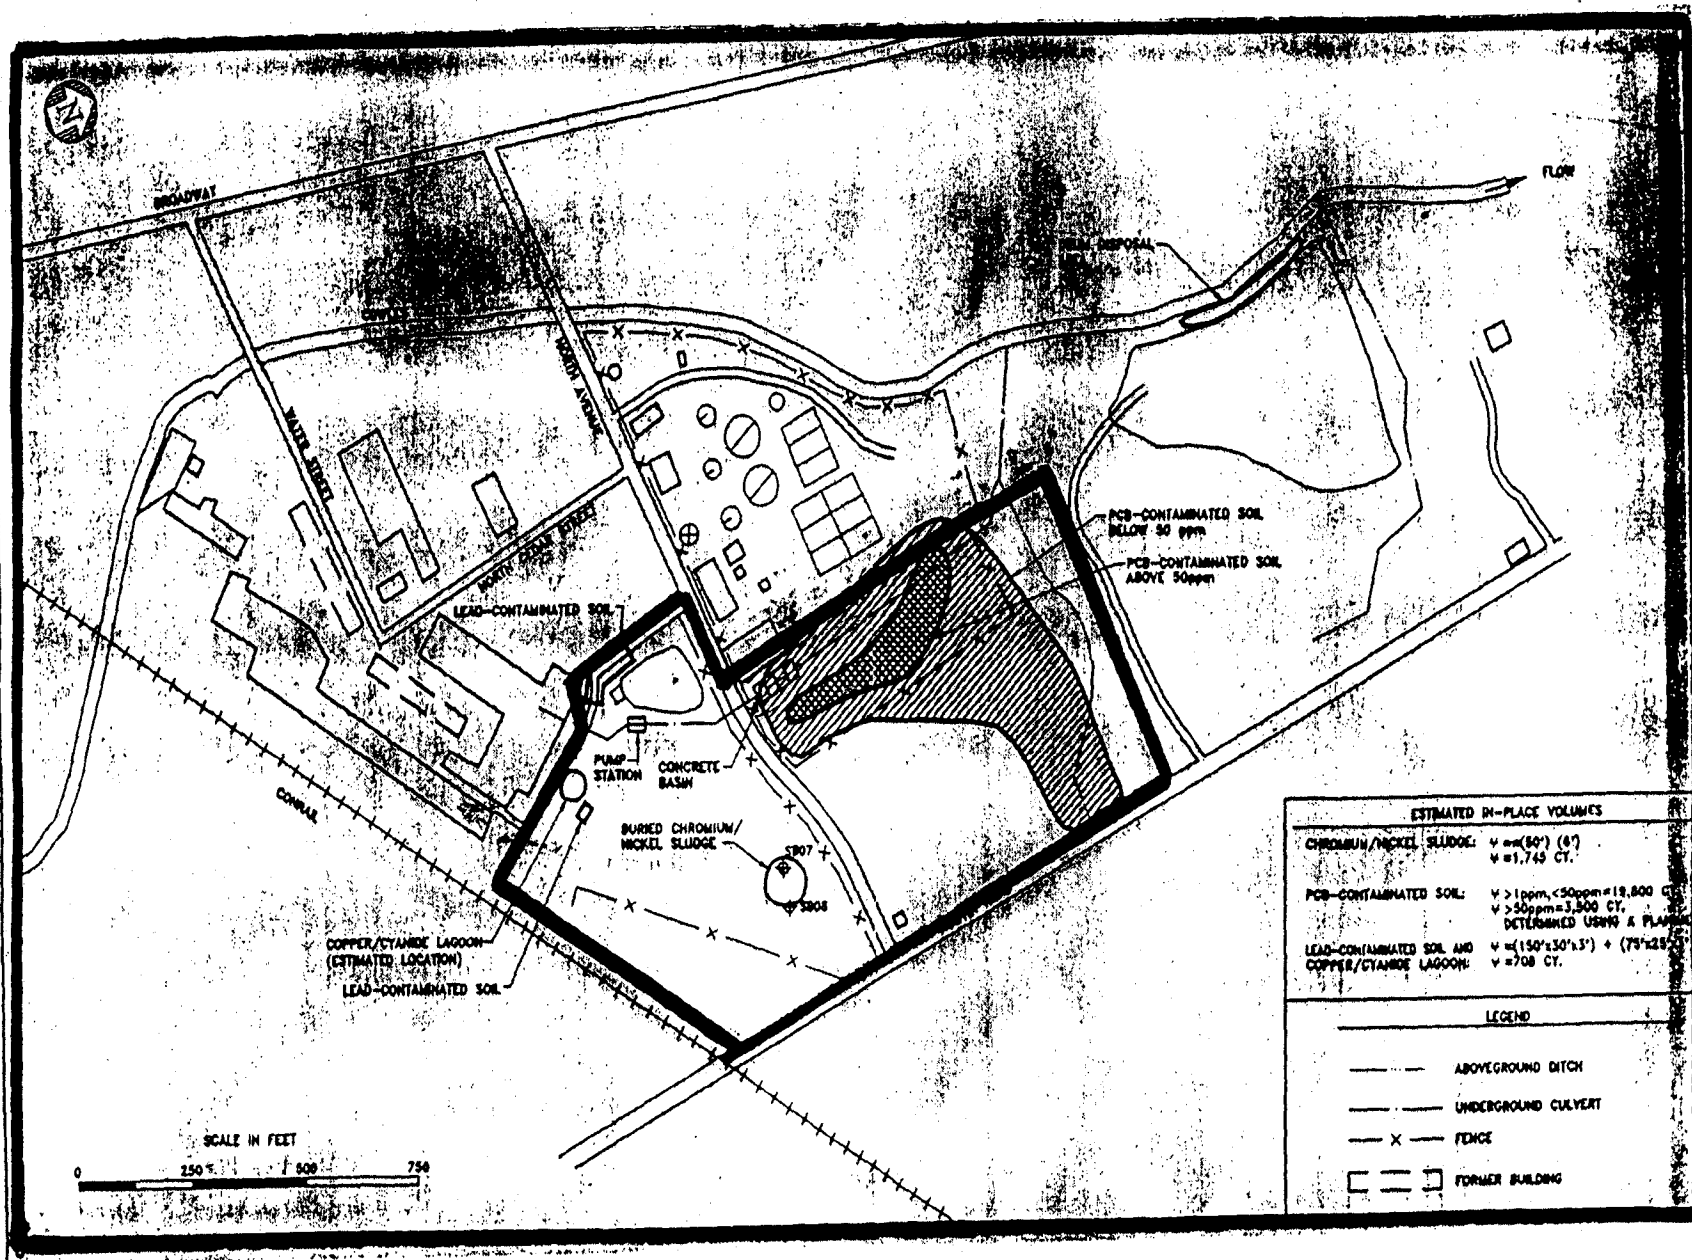 N
BROADWAY
FLOW
DISPOSAL
NORTH AVENUE
WATER STREET
NORTH STREET
PCB-CONTAMINATED SOIL
BELOW 50 ppm
PCB-CONTAMINATED SOIL
ABOVE 50ppm
LEAD-CONTAMINATED SOIL
PUMP
STATION
CONCRETE
BASIN
CONRAIL
BURIED CHROMIUM/
NICKEL SLUDGE
SB07
SB08
COPPER/CYANIDE LAGOON
(ESTIMATED LOCATION)
LEAD-CONTAMINATED SOIL
ESTIMATED IN-PLACE VOLUMES
CHROMIUM/NICKEL SLUDGE:
V =1,745 CY.
PCB-CONTAMINATED SOIL:
V >1ppm, <50ppm=
V >50ppm=3,500 CY.
DETERMINED USING A
LEAD-CONTAMINATED SOIL AND V =(150'x30'x3') +
COPPER/CYANIDE LAGOON: V =708 CY.
LEGEND
ABOVEGROUND DITCH
UNDERGROUND CULVERT
X FENCE
FORMER BUILDING
SCALE IN FEET
0 250 500 750